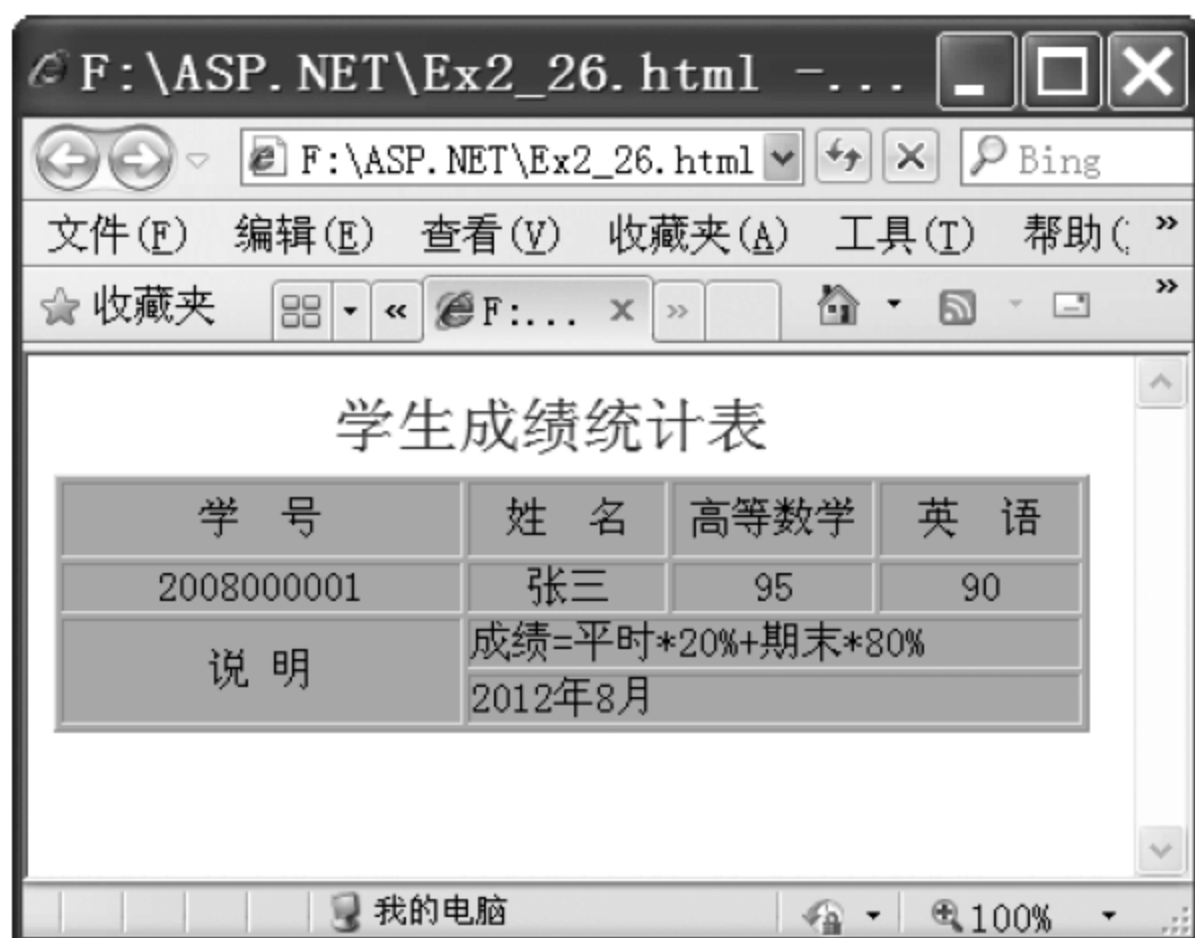 F:\ASP.NET\Ex2_26.html -...
F:\ASP.NET\Ex2_26.html Bing
文件(F) 编辑(E) 查看(V) 收藏夹(A) 工具(T) 帮助( »
收藏夹 « F:... » »
学生成绩统计表
学 号 姓 名 高等数学 英 语
2008000001 张三 95 90
说 明
成绩=平时*20%+期末*80%
2012年8月
我的电脑 100%